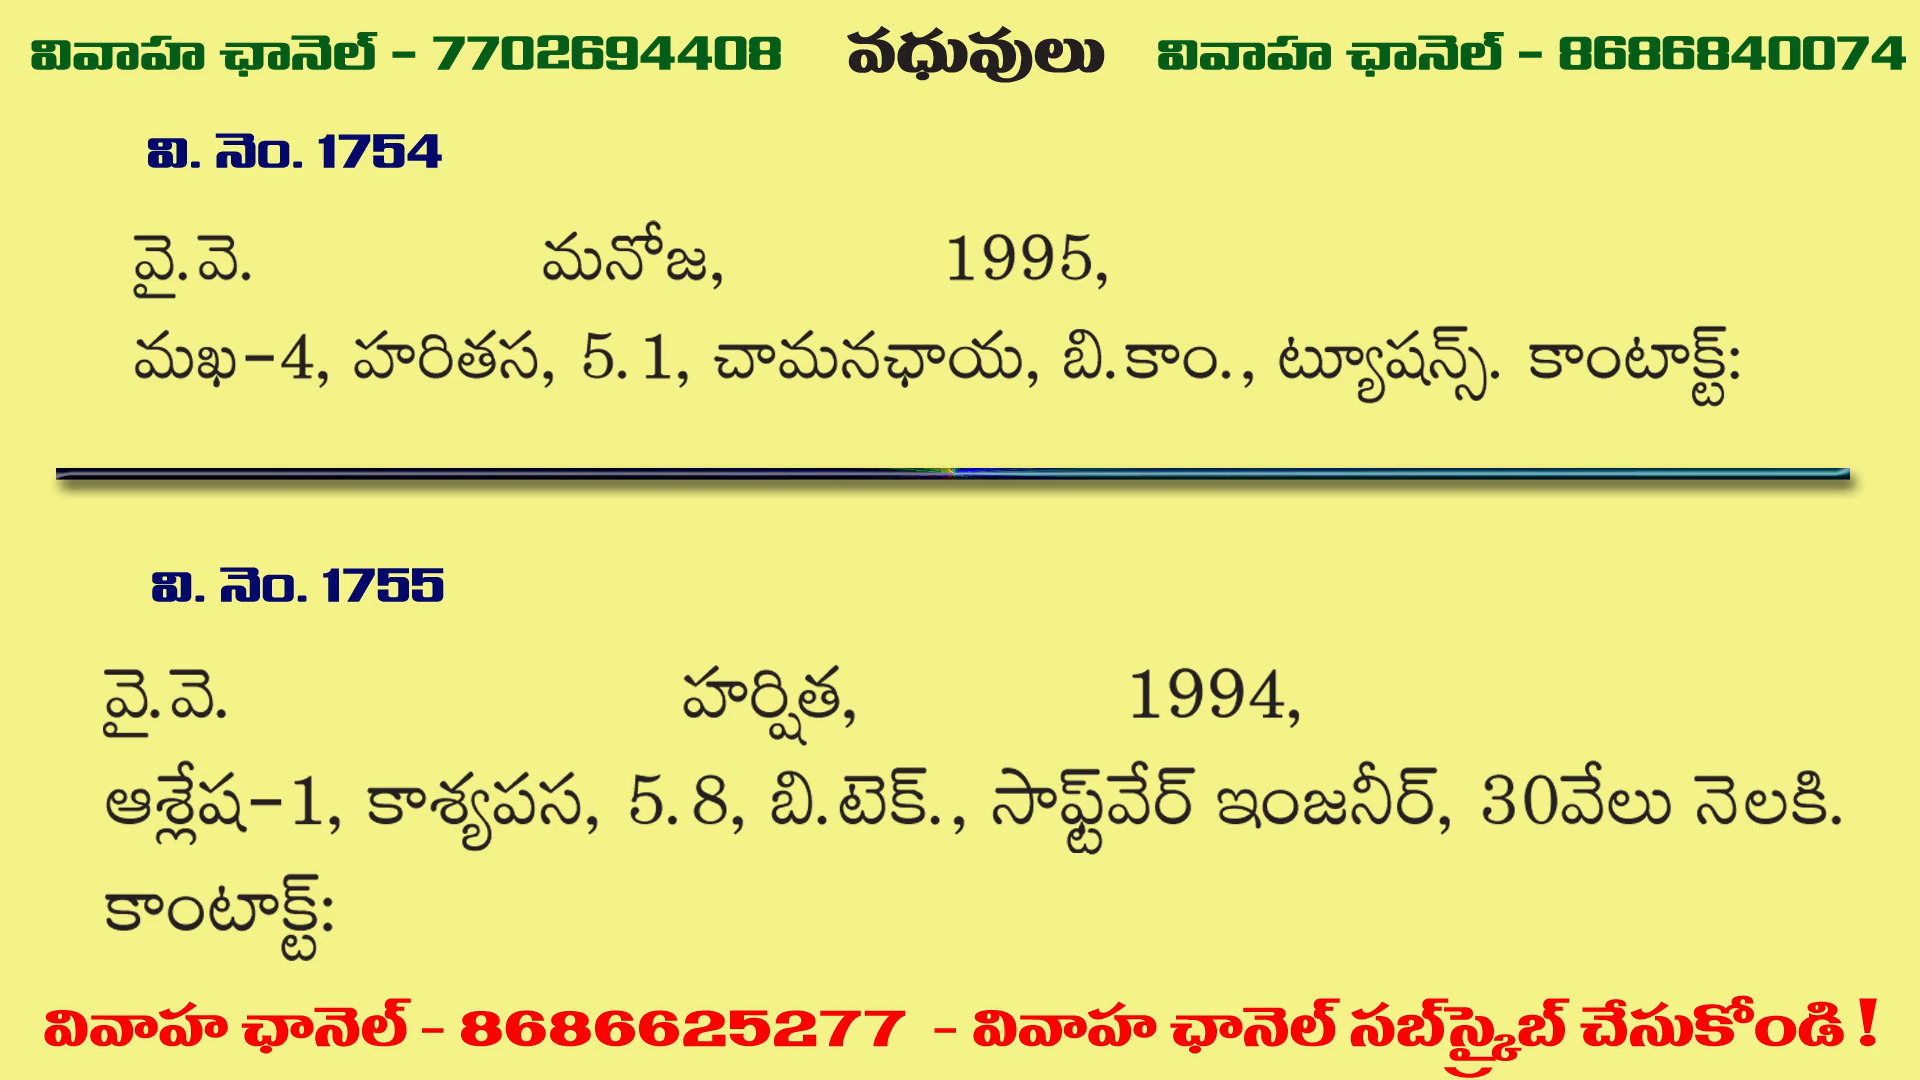 వివాహ ఛానెల్ - 7702694408 వధువులు వివాహ ఛానెల్ - 8686840074
వి. నెం. 1754
వై.వె. మనోజ, 1995,
మఖ-4, హరితస, 5.1, చామనఛాయ, బి.కాం., ట్యూషన్స్. కాంటాక్ట్:
వి. నెం. 1755
వై.వె. హర్షిత, 1994,
ఆశ్లేష-1, కాశ్యపస, 5.8, బి.టెక్., సాఫ్ట్‌వేర్ ఇంజనీర్, 30వేలు నెలకి.
కాంటాక్ట్:
వివాహ ఛానెల్ - 8686625277 - వివాహ ఛానెల్ సబ్‌స్క్రైబ్ చేసుకోండి !